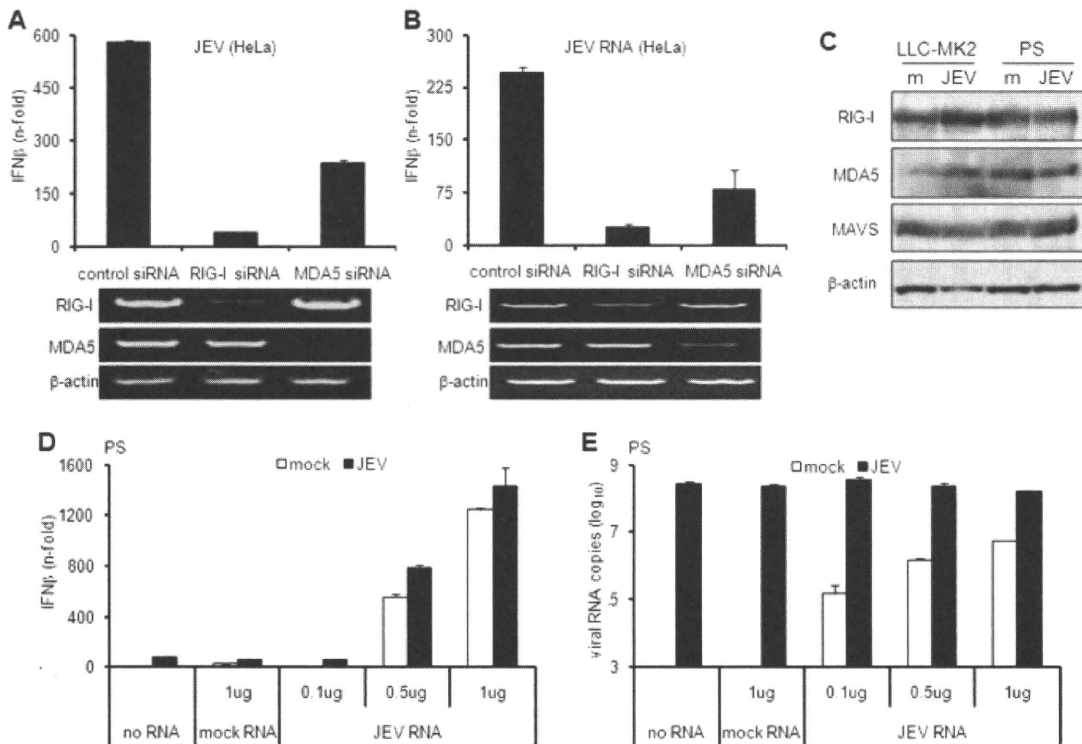 A
JEV (HeLa)
IFNβ (n-fold)
600
450
300
150
0
control siRNA RIG-I siRNA MDA5 siRNA
RIG-I
MDA5
β-actin
B
JEV RNA (HeLa)
IFNβ (n-fold)
300
225
150
75
0
control siRNA RIG-I siRNA MDA5 siRNA
RIG-I
MDA5
β-actin
C
LLC-MK2 PS
m JEV m JEV
RIG-I
MDA5
MAVS
β-actin
D
PS
mock JEV
IFNβ (n-fold)
1600
1200
800
400
0
1ug 0.1ug 0.5ug 1ug
no RNA mock RNA JEV RNA
E
PS
mock JEV
viral RNA copies (log10)
9
7
5
3
1ug 0.1ug 0.5ug 1ug
no RNA mock RNA JEV RNA